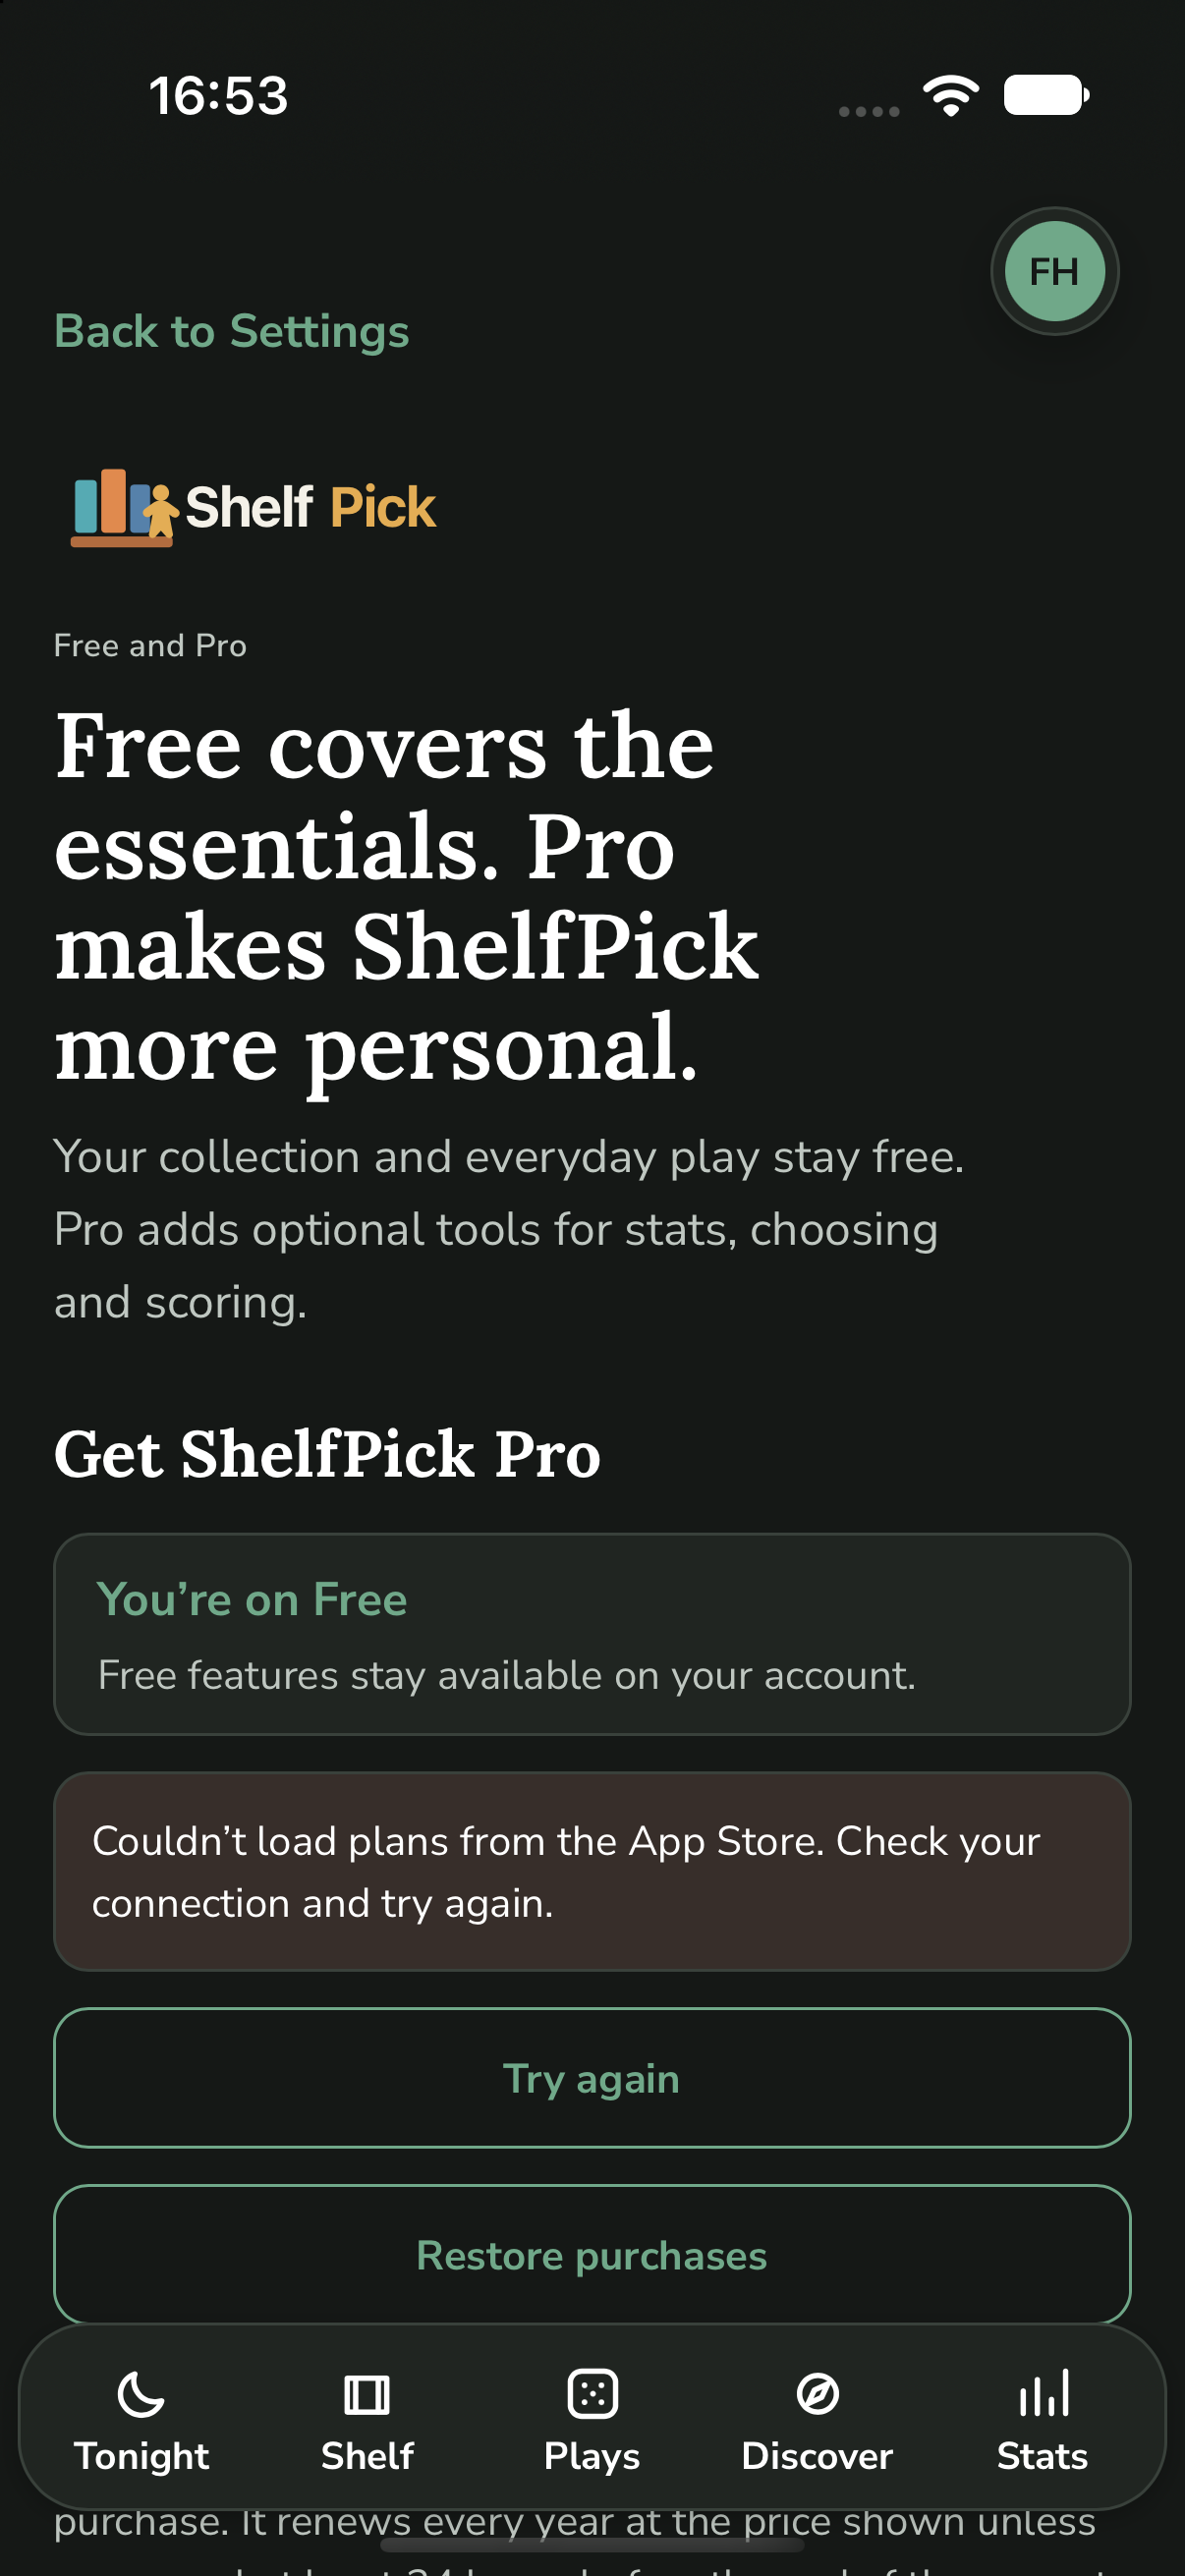 16:53
FH
Back to Settings
Shelf Pick
Free and Pro
Free covers the
essentials. Pro
makes ShelfPick
more personal.
Your collection and everyday play stay free.
Pro adds optional tools for stats, choosing
and scoring.
Get ShelfPick Pro
You’re on Free
Free features stay available on your account.
Couldn’t load plans from the App Store. Check your
connection and try again.
Try again
Restore purchases
Tonight
Shelf
Plays
Discover
Stats
purchase. It renews every year at the price shown unless